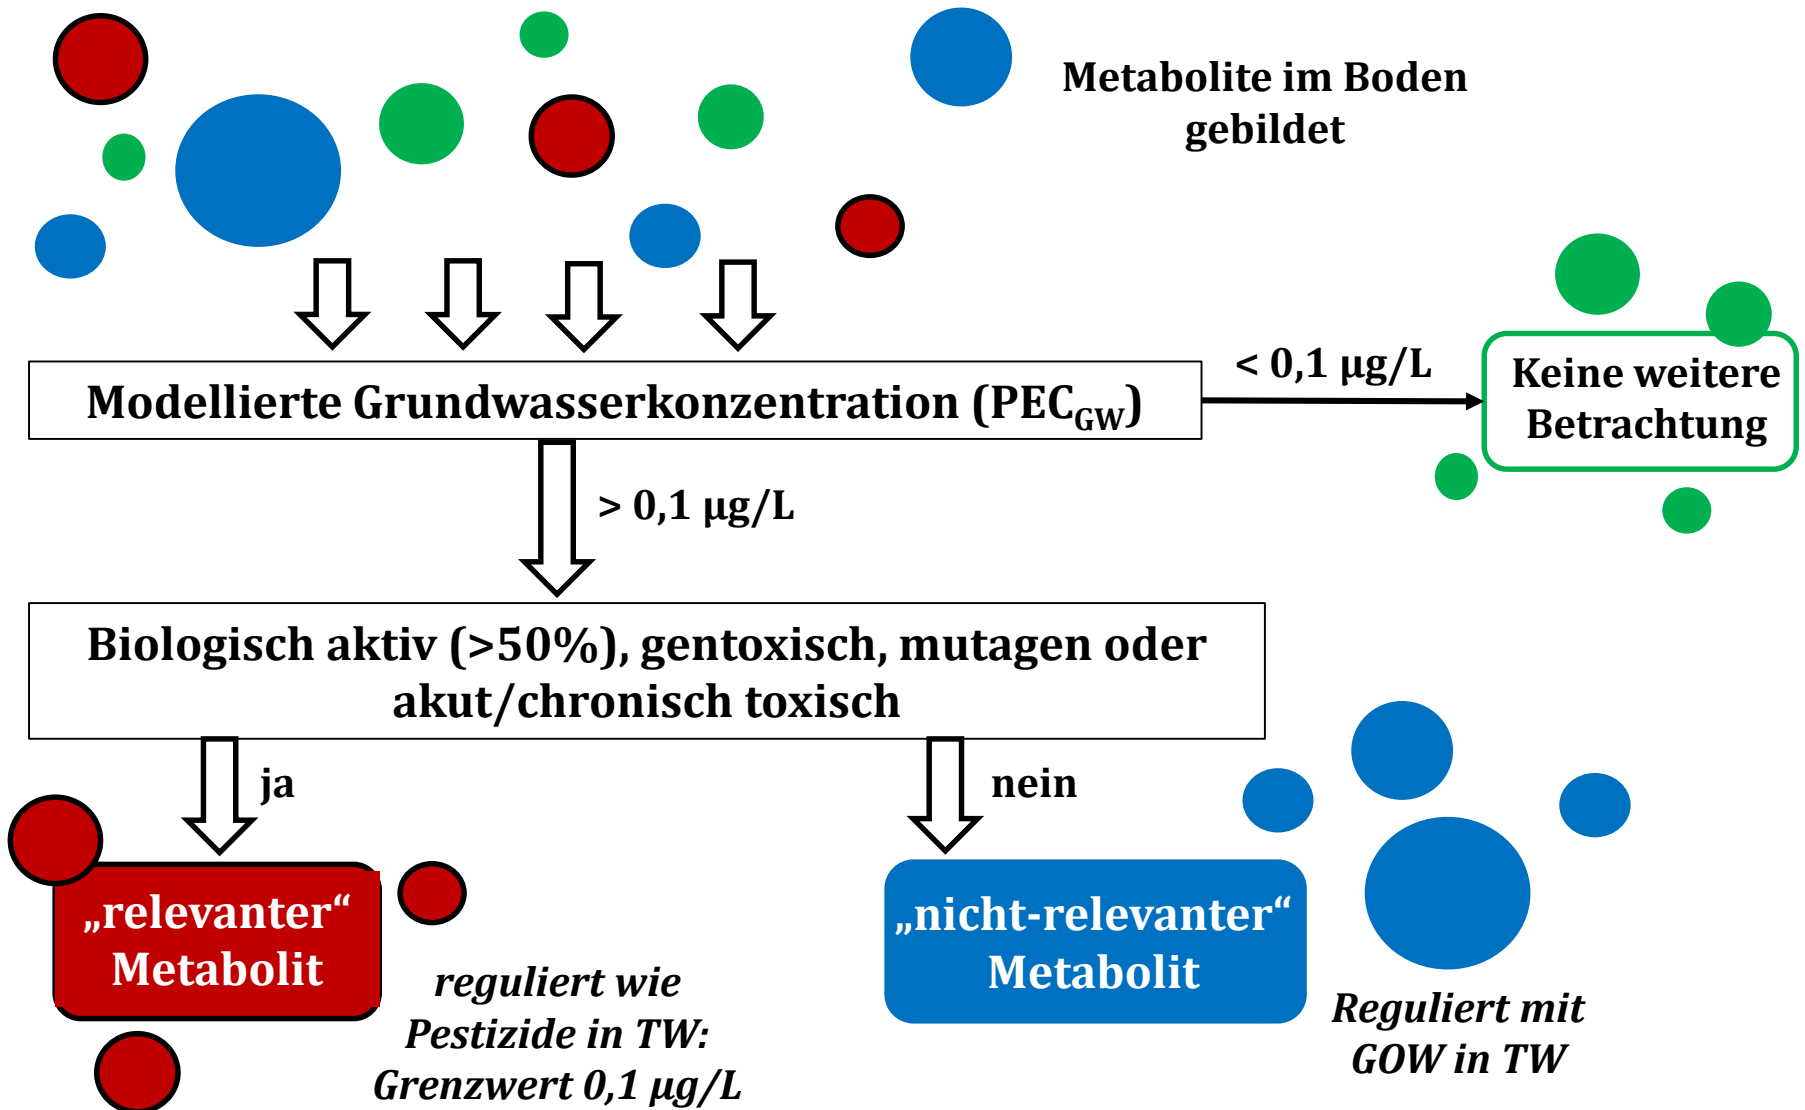 Metabolite im Boden
gebildet
< 0,1 µg/L
Keine weitere
Betrachtung
Modellierte Grundwasserkonzentration (PEC_GW)
> 0,1 µg/L
Biologisch aktiv (>50%), gentoxisch, mutagen oder
akut/chronisch toxisch
ja
nein
„relevanter“
Metabolit
reguliert wie
Pestizide in TW:
Grenzwert 0,1 µg/L
„nicht-relevanter“
Metabolit
Reguliert mit
GOW in TW